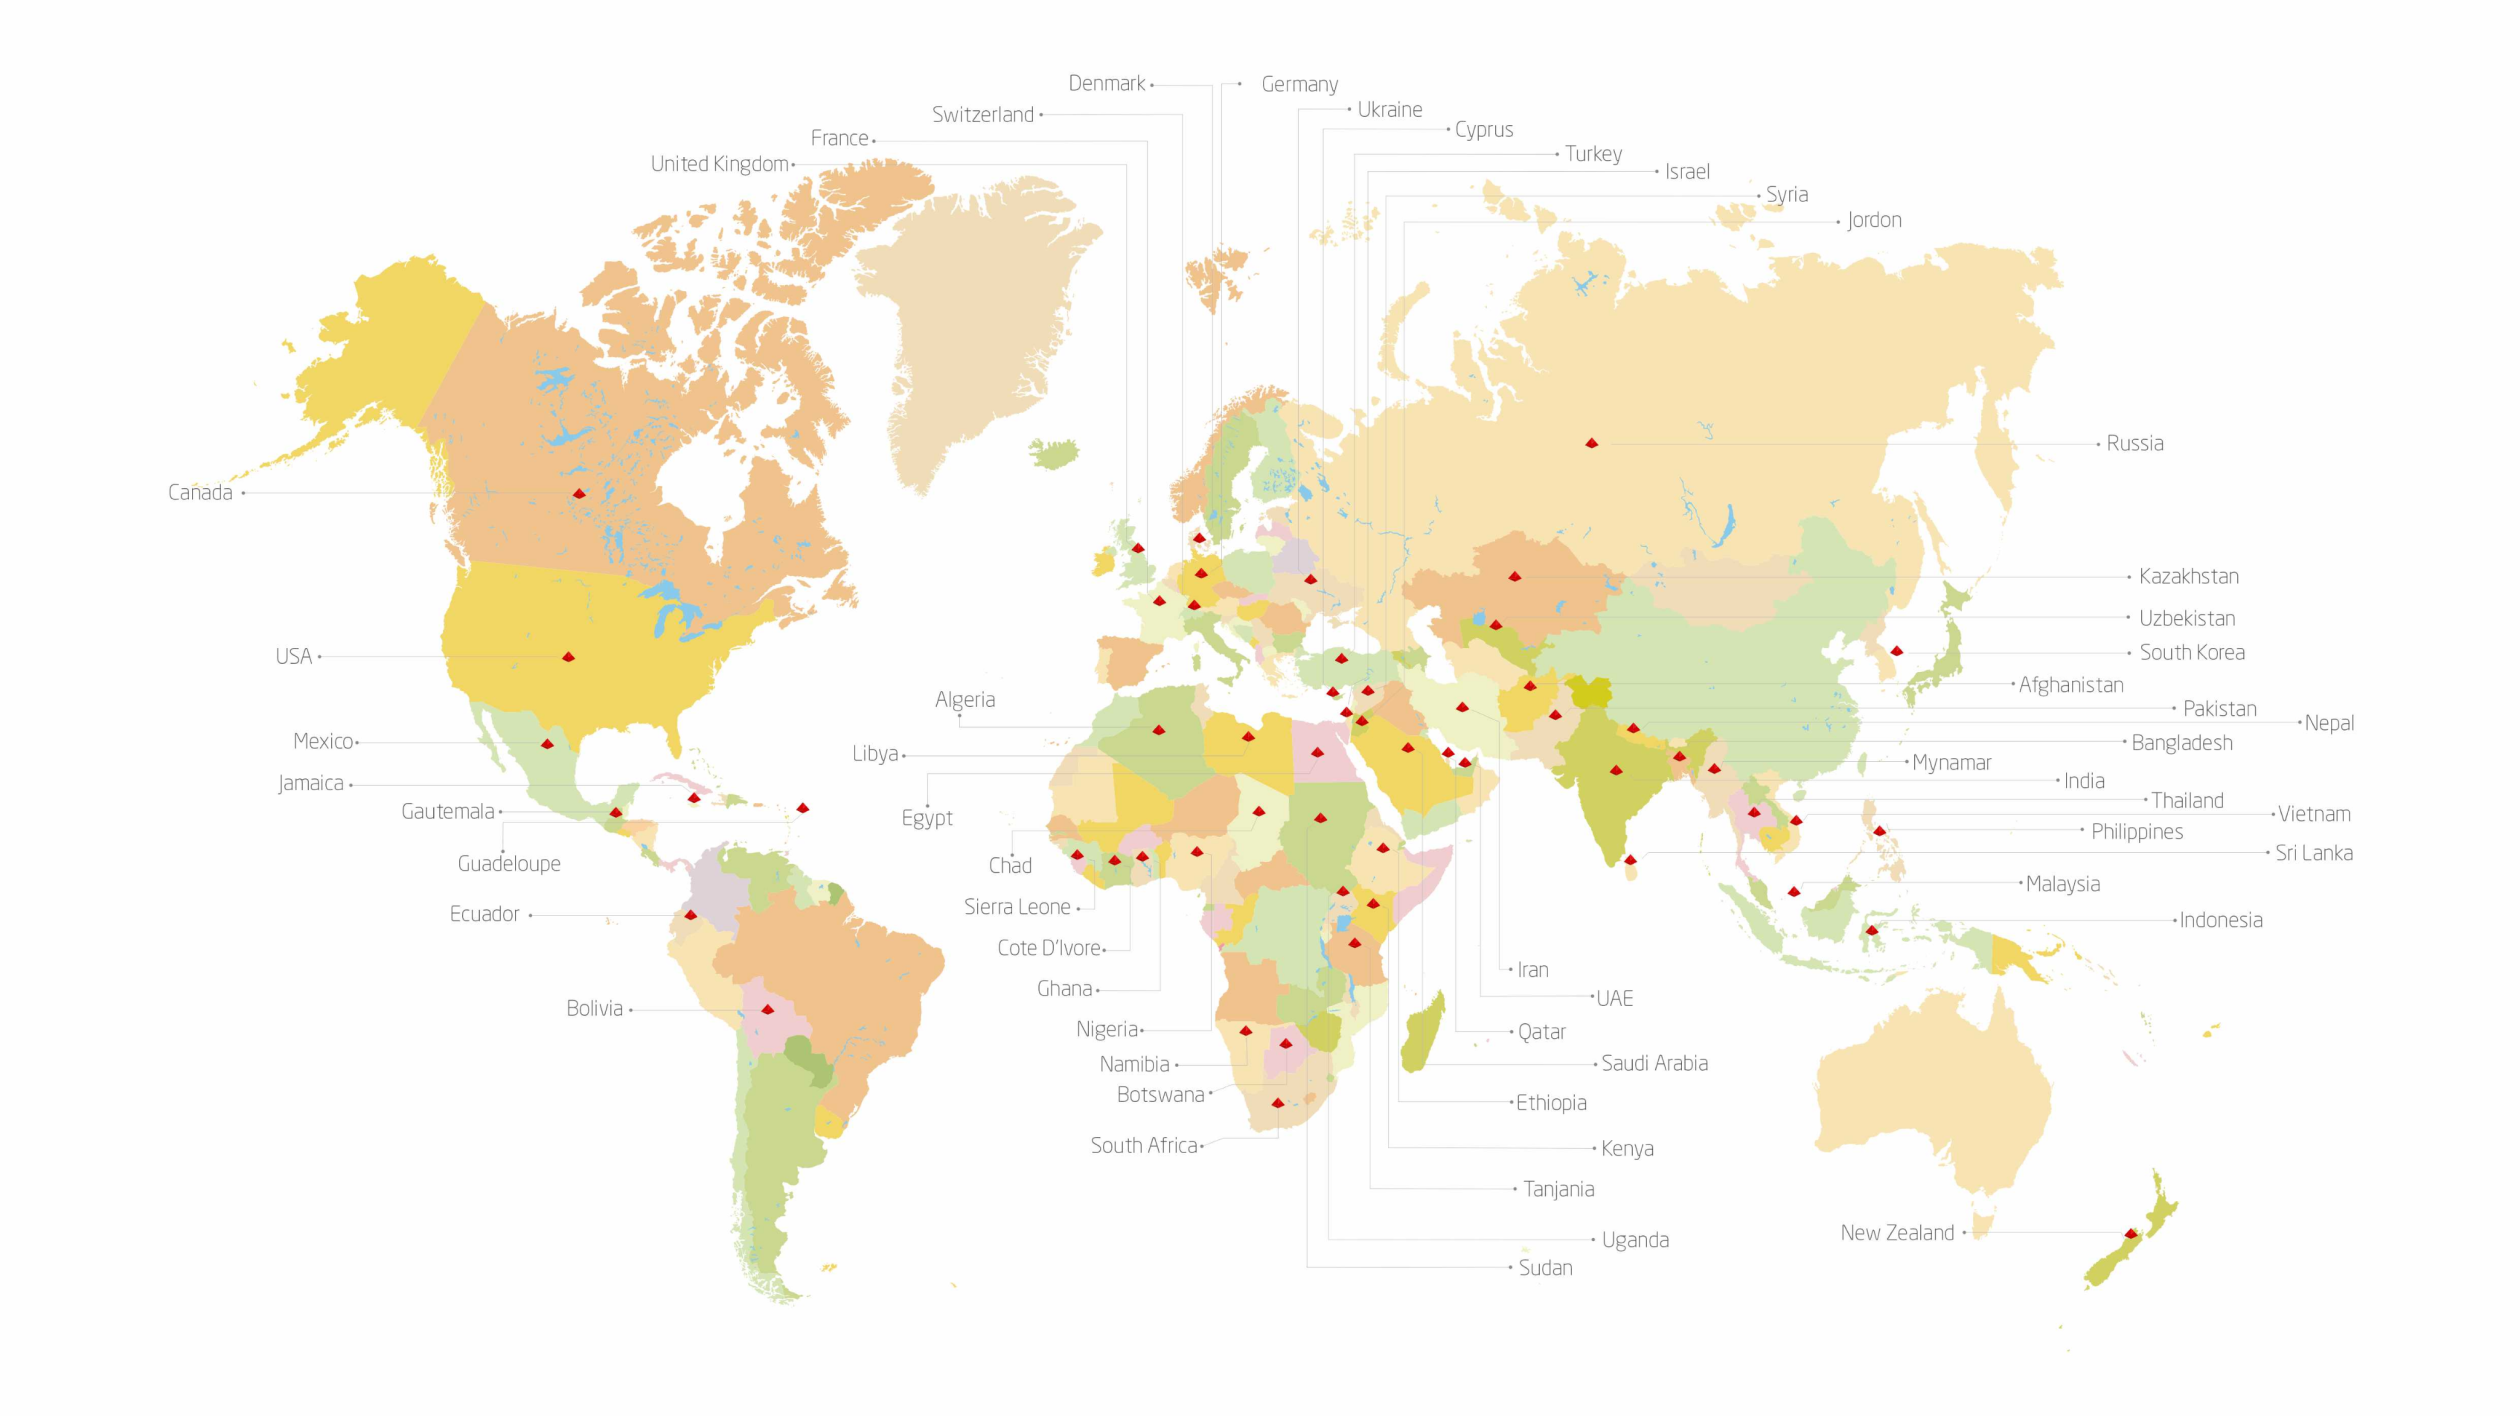 Denmark
Germany
Switzerland
Ukraine
France
Cyprus
United Kingdom
Turkey
Israel
Syria
Jordon
Russia
Canada
Kazakhstan
Uzbekistan
South Korea
USA
Afghanistan
Algeria
Pakistan
Nepal
Mexico
Bangladesh
Libya
Mynamar
Jamaica
India
Thailand
Gautemala
Egypt
Vietnam
Philippines
Guadeloupe
Chad
Sri Lanka
Malaysia
Sierra Leone
Ecuador
Indonesia
Cote D'Ivore
Iran
Ghana
UAE
Bolivia
Nigeria
Qatar
Namibia
Saudi Arabia
Botswana
Ethiopia
South Africa
Kenya
Tanjania
New Zealand
Uganda
Sudan